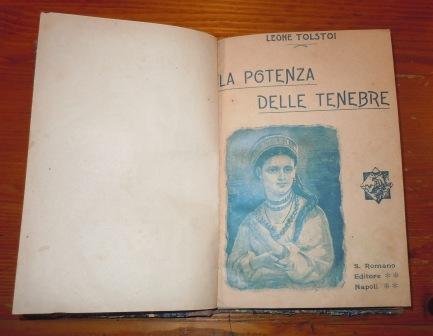 LEONE TOLSTOI
LA POTENZA
DELLE TENEBRE
S. Romano
Editore
Napoli